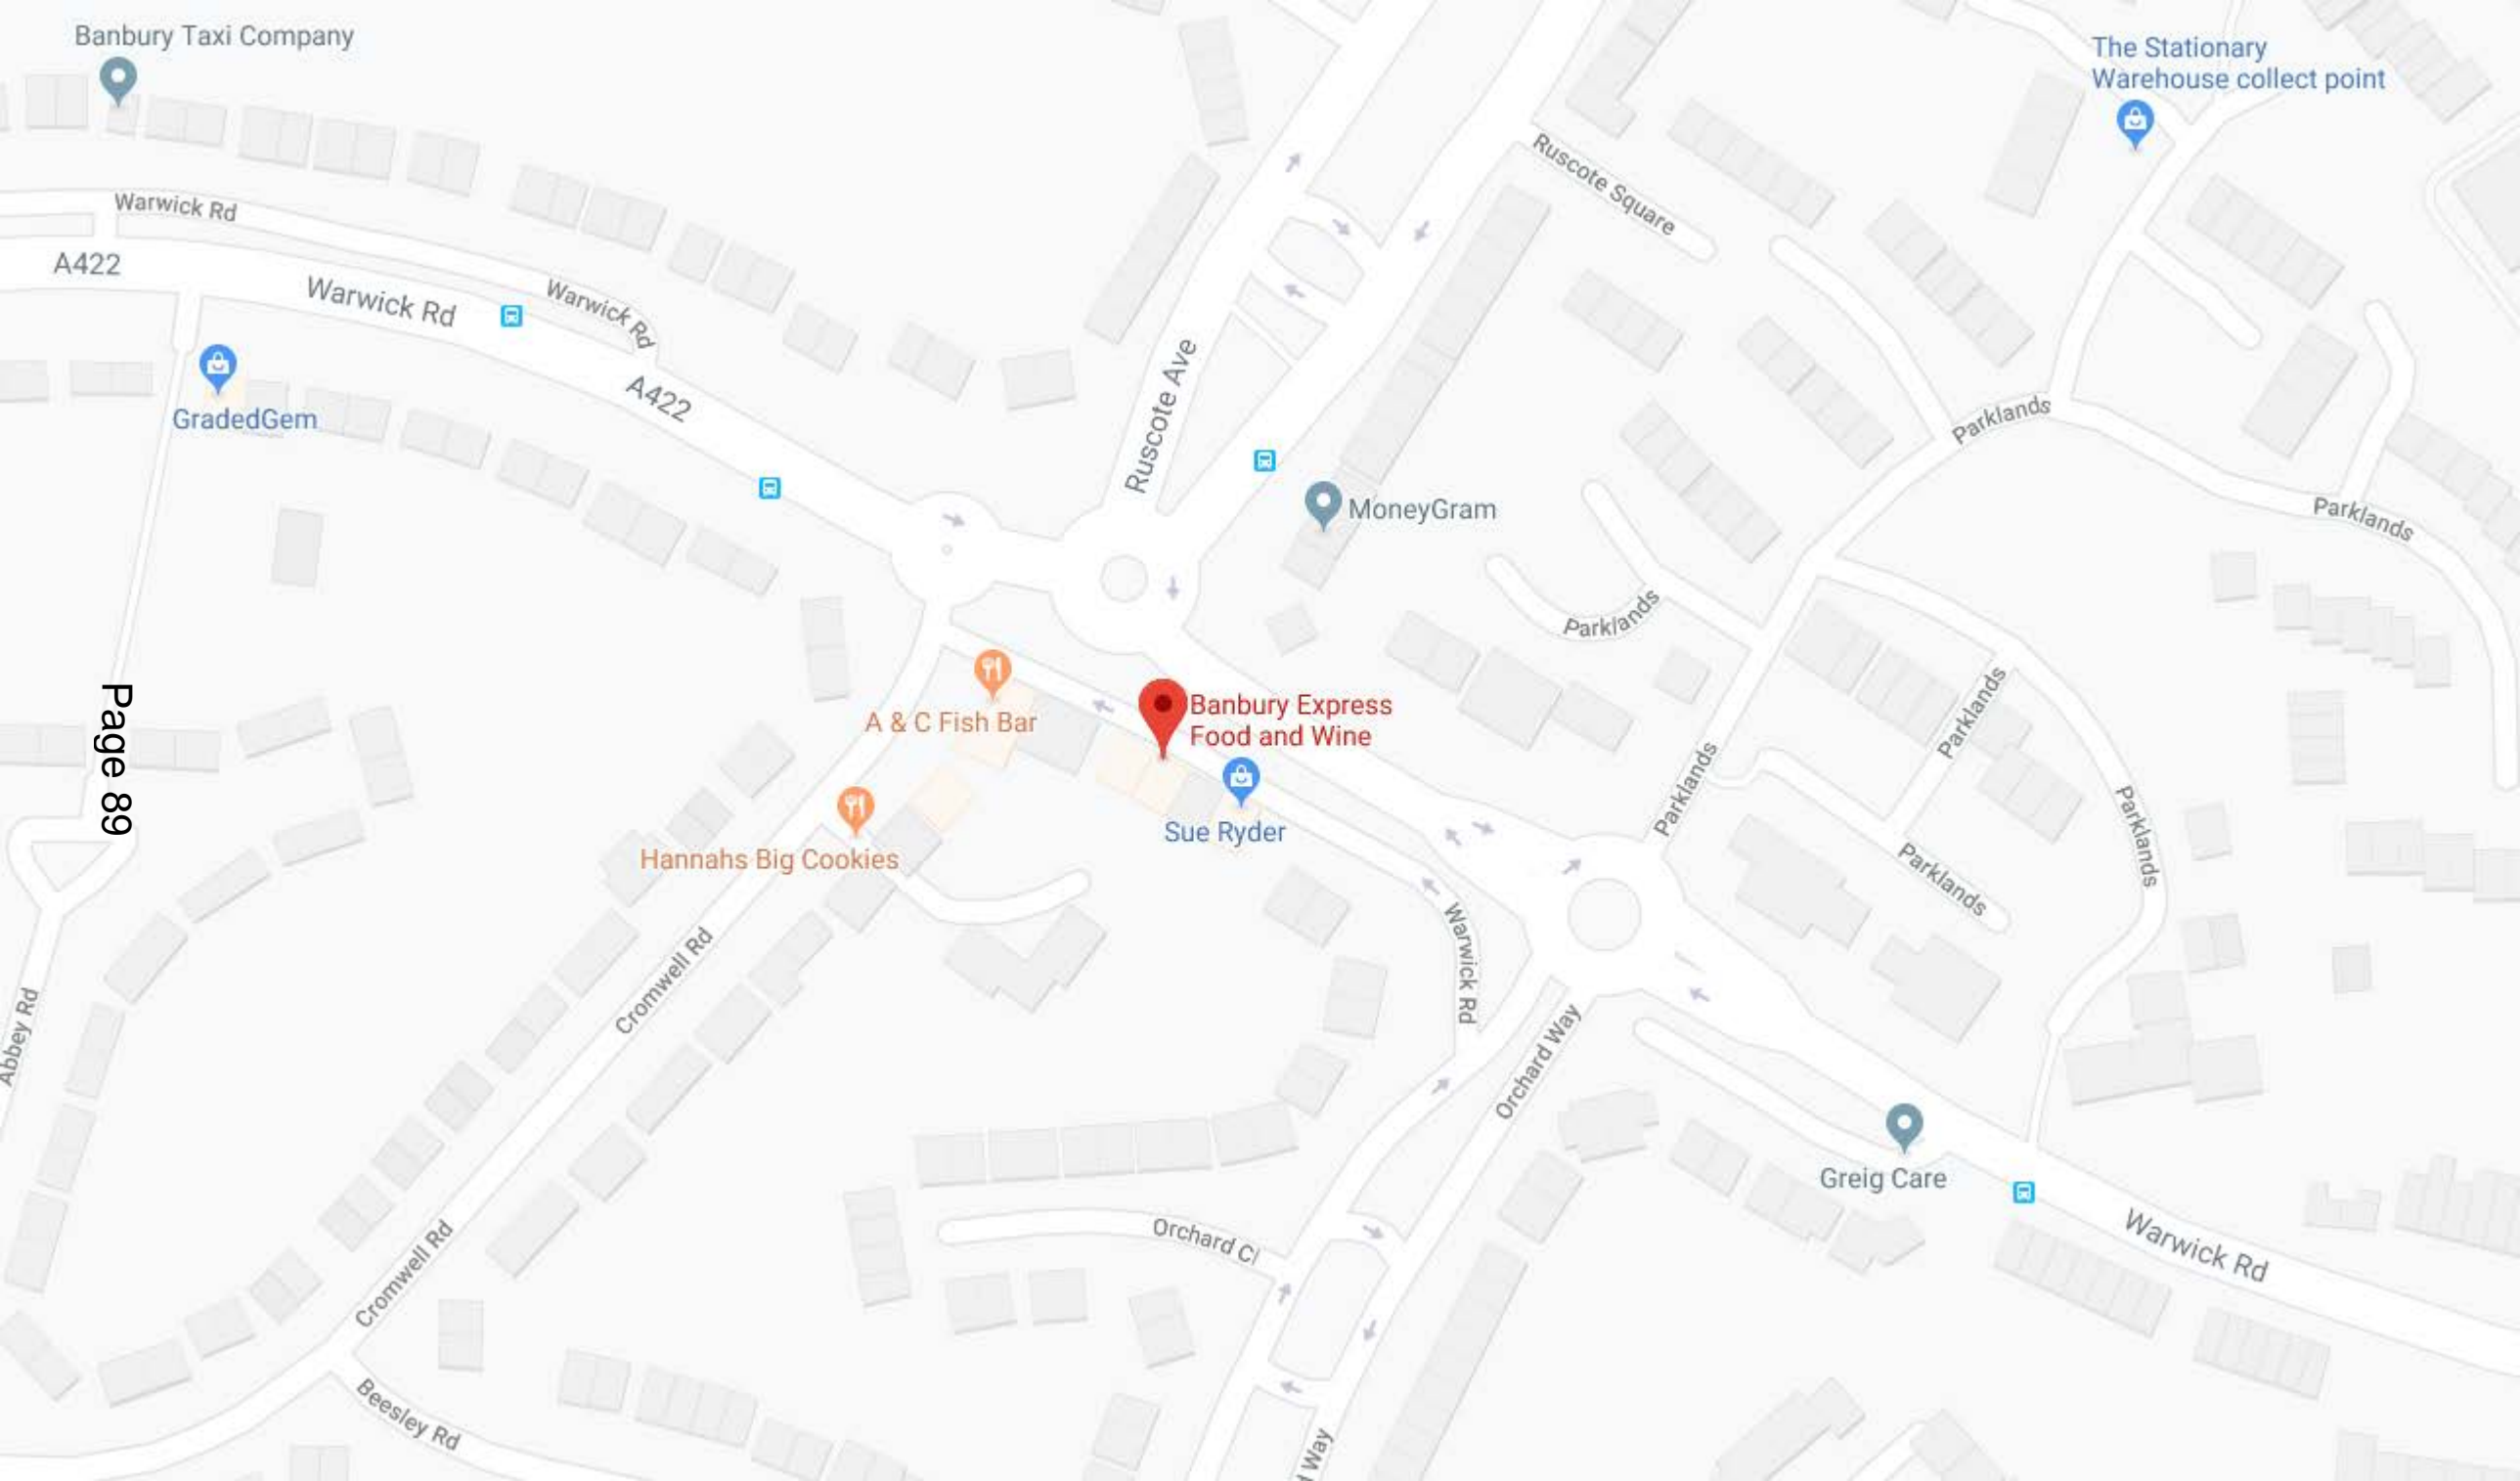 Banbury Taxi Company
The Stationary
Warehouse collect point
Ruscote Square
Warwick Rd
A422
Warwick Rd
Warwick Rd
A422
GradedGem
Ruscote Ave
MoneyGram
Parklands
Parklands
Parklands
Parklands
Parklands
Parklands
Parklands
Page 89
A & C Fish Bar
Banbury Express
Food and Wine
Sue Ryder
Hannahs Big Cookies
Warwick Rd
Cromwell Rd
Abbey Rd
Orchard Way
Greig Care
Orchard Cl
Warwick Rd
Cromwell Rd
Beesley Rd
d Way